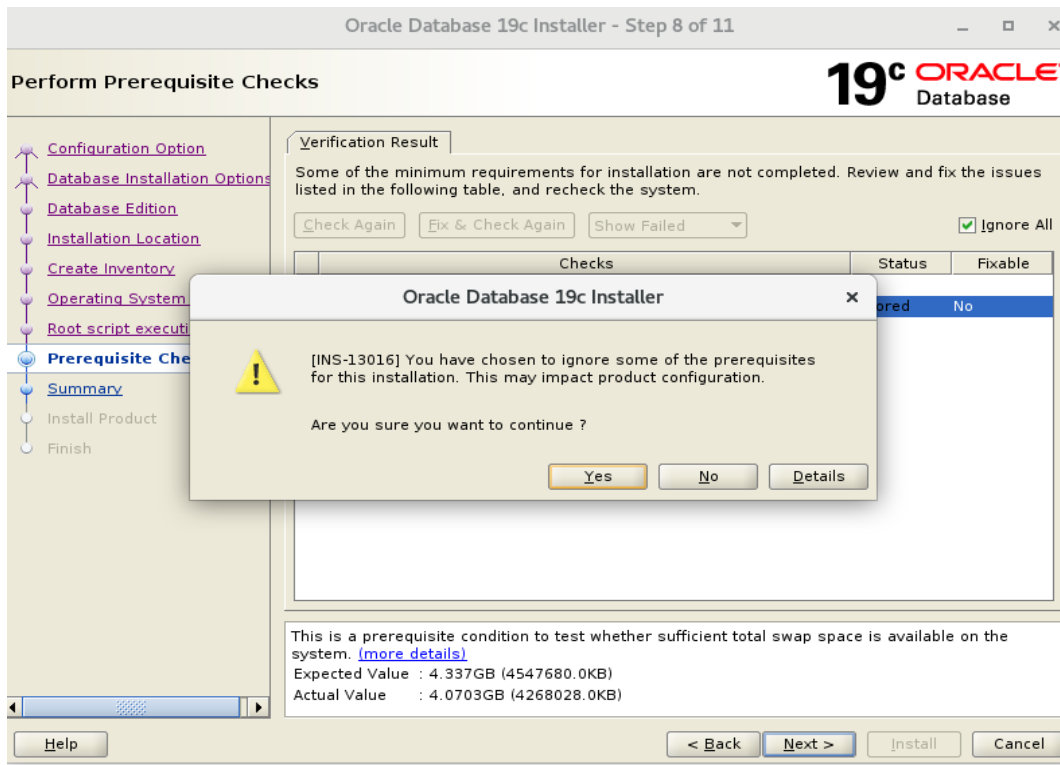 Oracle Database 19c Installer - Step 8 of 11
Perform Prerequisite Checks
19c ORACLE
Database
Configuration Option
Database Installation Options
Database Edition
Installation Location
Create Inventory
Operating System
Root script executi
Prerequisite Che
Summary
Install Product
Finish
Verification Result
Some of the minimum requirements for installation are not completed. Review and fix the issues
listed in the following table, and recheck the system.
Check Again Fix & Check Again Show Failed Ignore All
Checks Status Fixable
ored No
Oracle Database 19c Installer
[INS-13016] You have chosen to ignore some of the prerequisites
for this installation. This may impact product configuration.
Are you sure you want to continue ?
Yes No Details
This is a prerequisite condition to test whether sufficient total swap space is available on the
system. (more details)
Expected Value : 4.337GB (4547680.0KB)
Actual Value : 4.0703GB (4268028.0KB)
Help < Back Next > Install Cancel